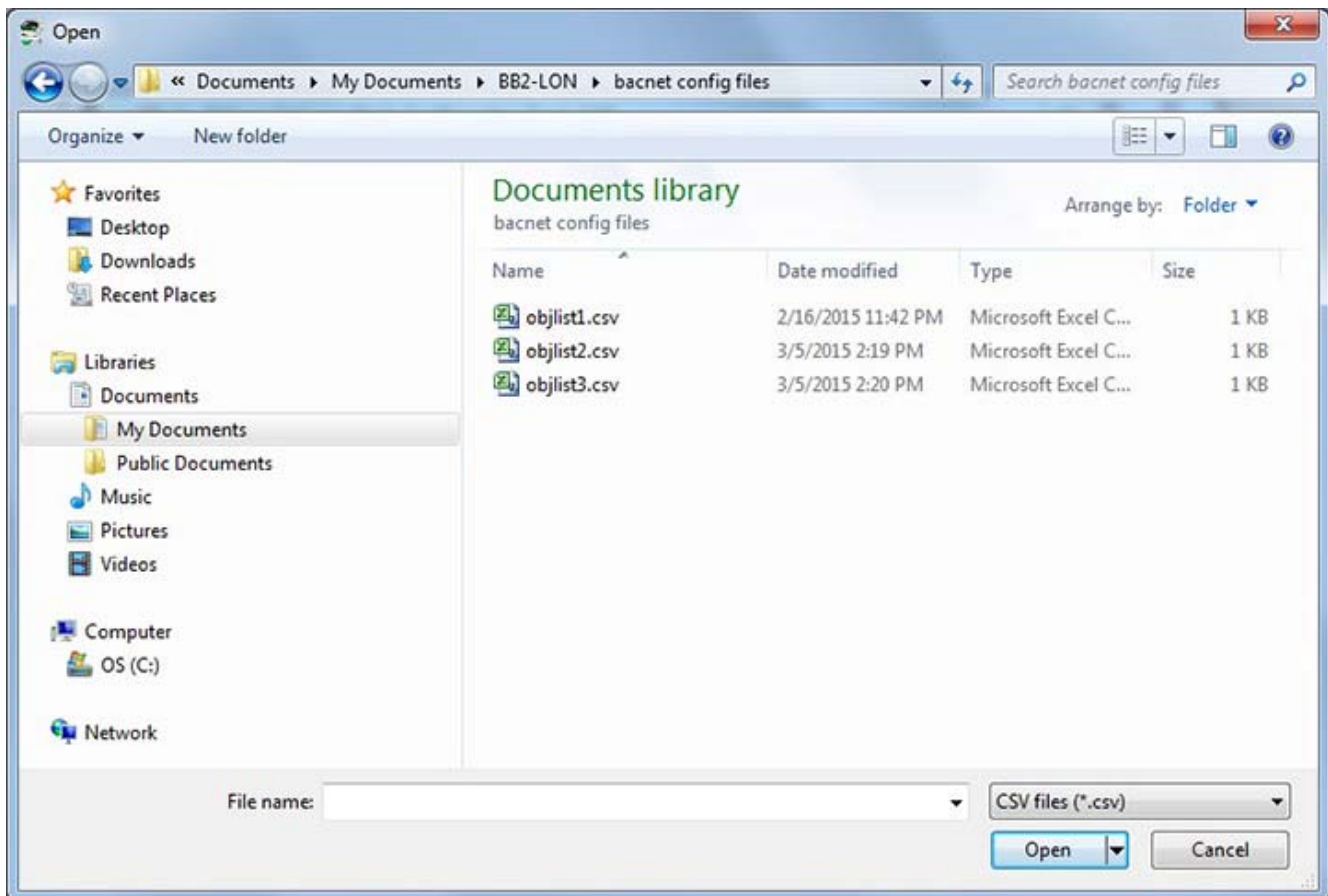 Open
« Documents ▸ My Documents ▸ BB2-LON ▸ bacnet config files
Search bacnet config files
Organize
New folder
Favorites
Desktop
Downloads
Recent Places
Libraries
Documents
My Documents
Public Documents
Music
Pictures
Videos
Computer
OS (C:)
Network
Documents library
bacnet config files
Arrange by: Folder
Name Date modified Type Size
objlist1.csv 2/16/2015 11:42 PM Microsoft Excel C... 1 KB
objlist2.csv 3/5/2015 2:19 PM Microsoft Excel C... 1 KB
objlist3.csv 3/5/2015 2:20 PM Microsoft Excel C... 1 KB
File name:
CSV files (*.csv)
Open
Cancel